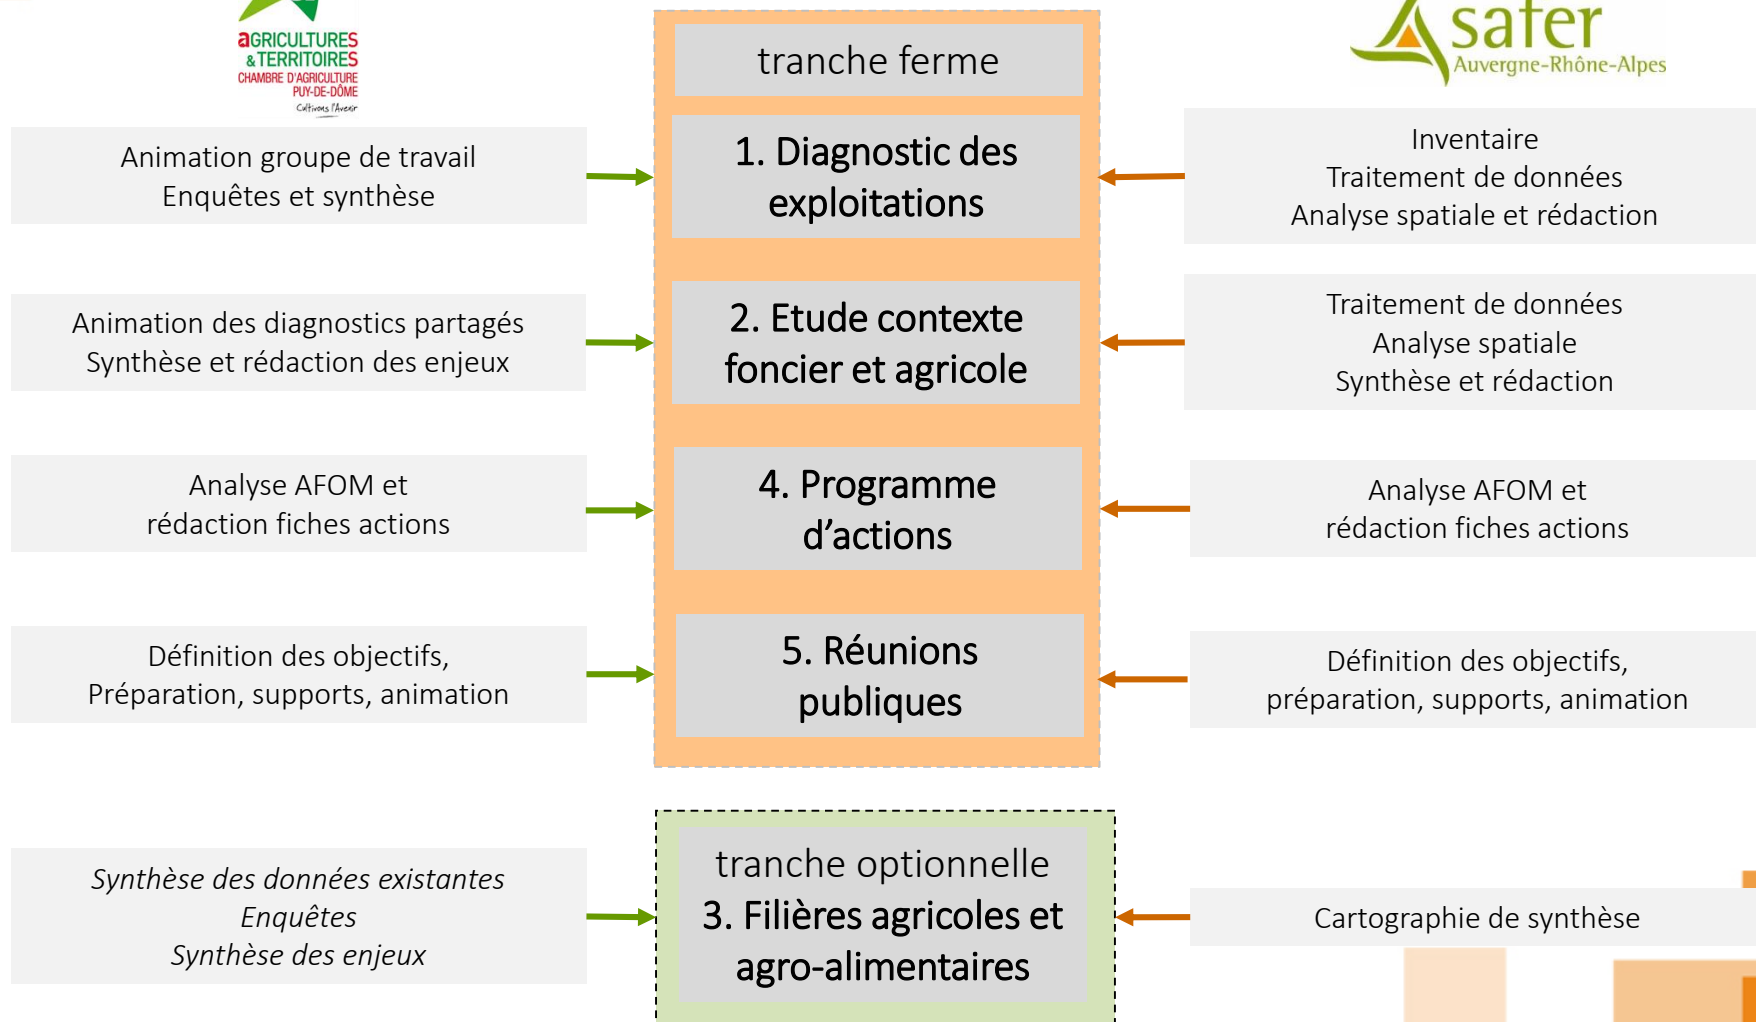 aGRICULTURES
& TERRITOIRES
CHAMBRE D'AGRICULTURE
PUY-DE-DÔME
Cultivons l'Avenir
safer
Auvergne-Rhône-Alpes
tranche ferme
Animation groupe de travail
Enquêtes et synthèse
1. Diagnostic des
exploitations
Inventaire
Traitement de données
Analyse spatiale et rédaction
Animation des diagnostics partagés
Synthèse et rédaction des enjeux
2. Etude contexte
foncier et agricole
Traitement de données
Analyse spatiale
Synthèse et rédaction
Analyse AFOM et
rédaction fiches actions
4. Programme
d’actions
Analyse AFOM et
rédaction fiches actions
Définition des objectifs,
Préparation, supports, animation
5. Réunions
publiques
Définition des objectifs,
préparation, supports, animation
Synthèse des données existantes
Enquêtes
Synthèse des enjeux
tranche optionnelle
3. Filières agricoles et
agro-alimentaires
Cartographie de synthèse